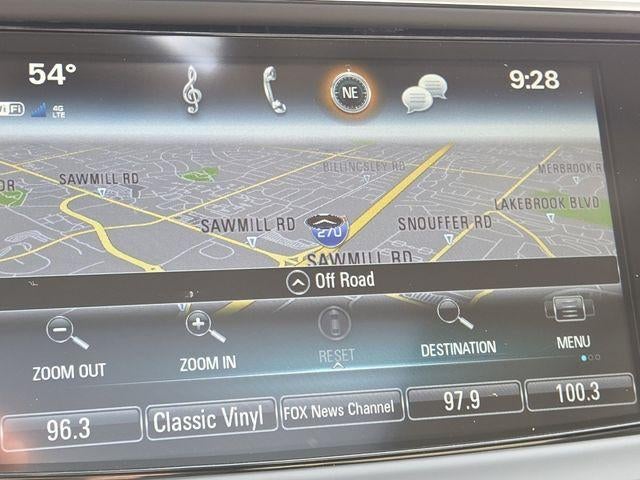 54°
9:28
NE
WiFi
4G
LTE
BILLINGSLEY RD
MERBROOK R
DR
SAWMILL RD
LAKEBROOK BLVD
SAWMILL RD
270
SNOUFFER RD
SAWMILL RD
Off Road
ZOOM OUT
ZOOM IN
RESET
DESTINATION
MENU
96.3
Classic Vinyl
FOX News Channel
97.9
100.3